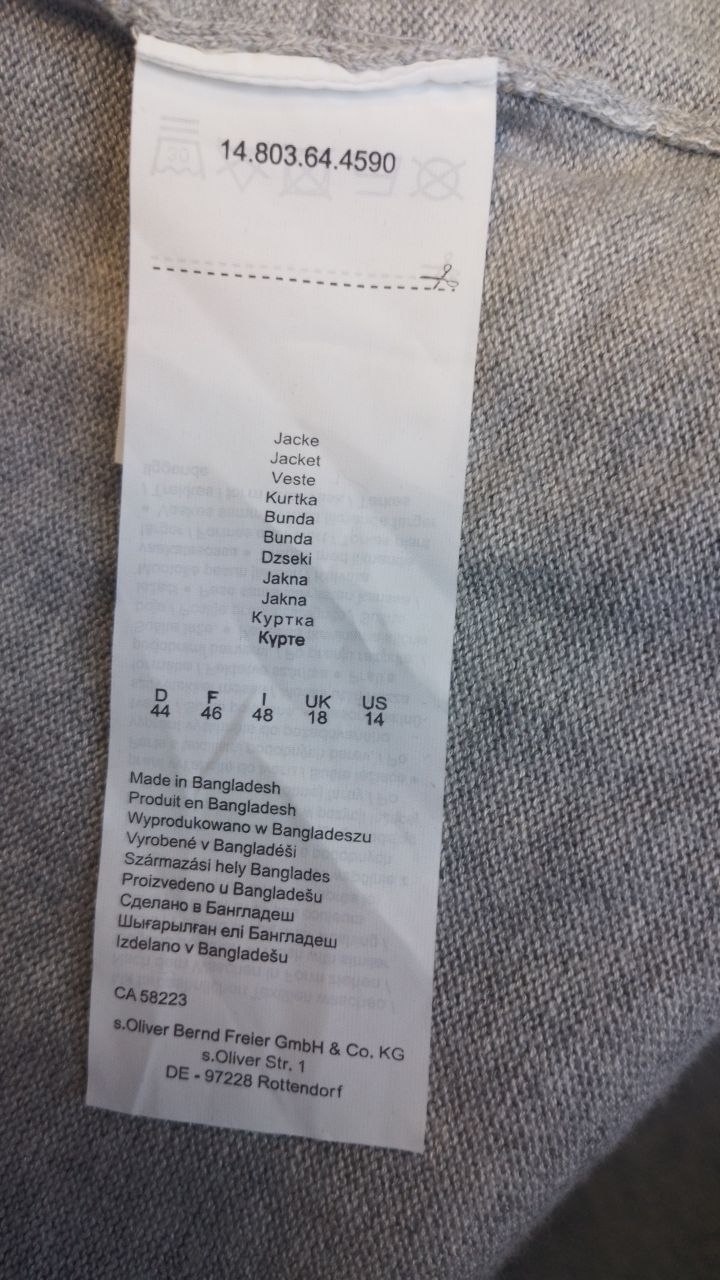 14.803.64.4590
30
Jacke
Jacket
Veste
Kurtka
Bunda
Bunda
Dzseki
Jakna
Jakna
Куртка
Курте
D F I UK US
44 46 48 18 14
Made in Bangladesh
Produit en Bangladesh
Wyprodukowano w Bangladeszu
Vyrobené v Bangladéši
Származási hely Banglades
Proizvedeno u Bangladešu
Сделано в Бангладеш
Шығарылған елі Бангладеш
Izdelano v Bangladešu
CA 58223
s.Oliver Bernd Freier GmbH & Co. KG
s.Oliver Str. 1
DE - 97228 Rottendorf